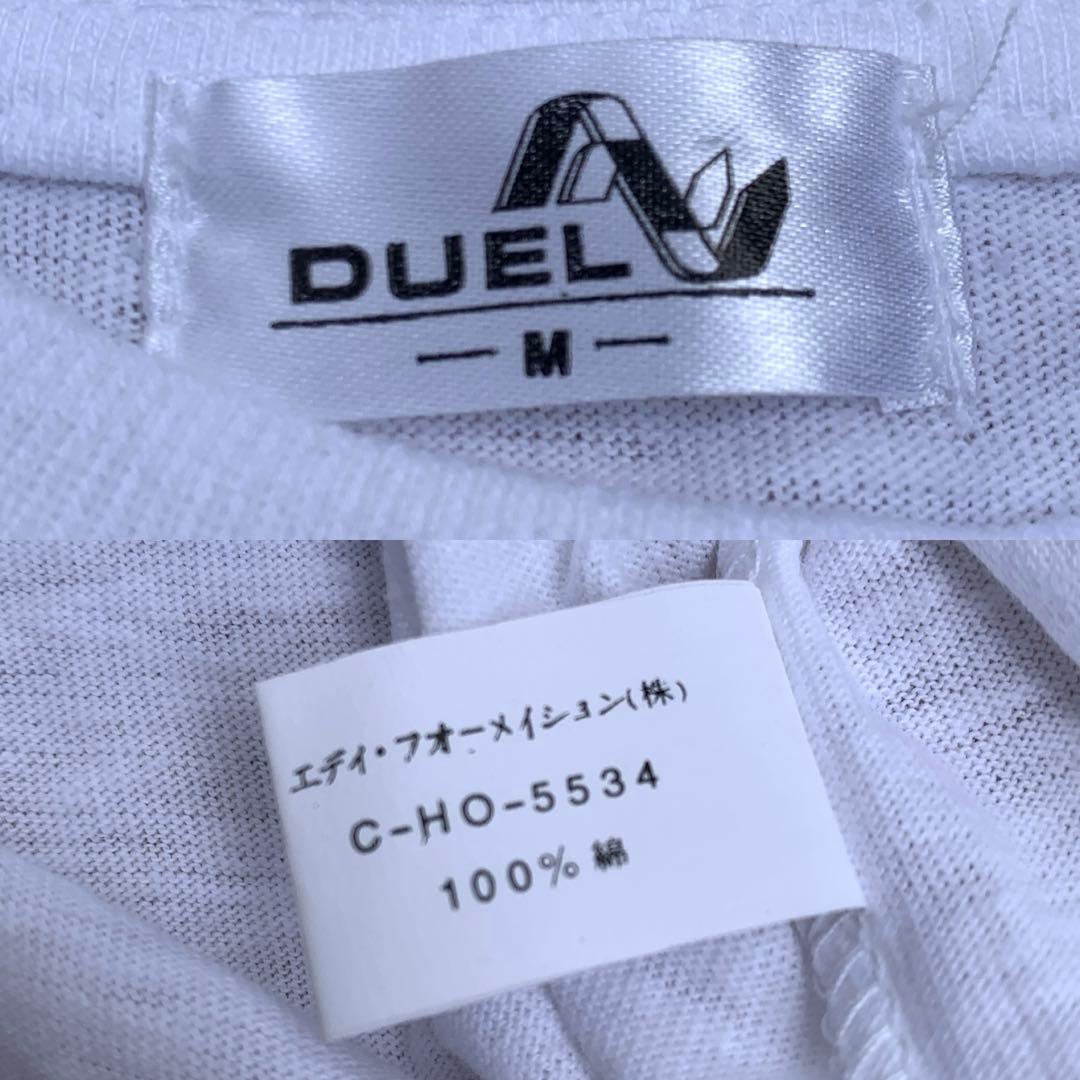 DUEL
— M —
エディ・フオーメイション(株)
C-HO-5534
100% 綿